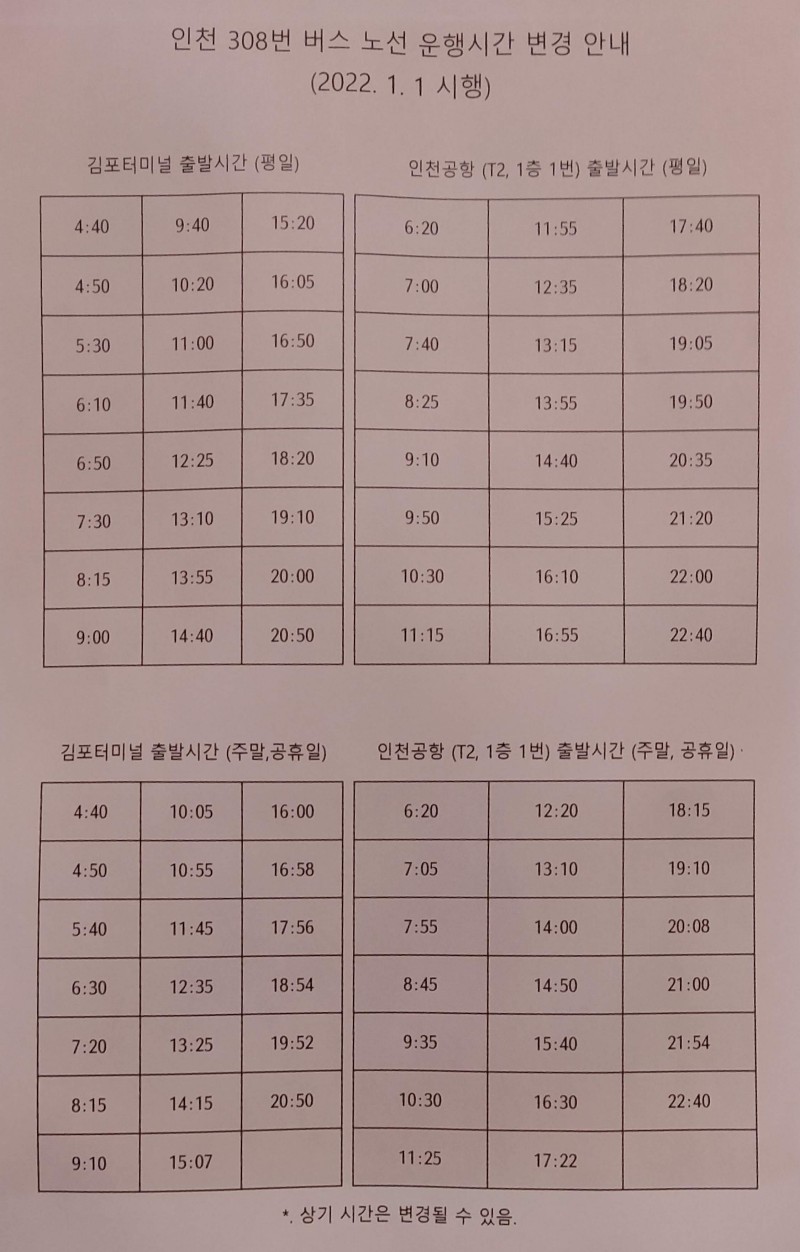 인천 308번 버스 노선 운행시간 변경 안내
(2022. 1. 1 시행)
김포터미널 출발시간 (평일)
4:40 9:40 15:20
4:50 10:20 16:05
5:30 11:00 16:50
6:10 11:40 17:35
6:50 12:25 18:20
7:30 13:10 19:10
8:15 13:55 20:00
9:00 14:40 20:50
인천공항 (T2, 1층 1번) 출발시간 (평일)
6:20 11:55 17:40
7:00 12:35 18:20
7:40 13:15 19:05
8:25 13:55 19:50
9:10 14:40 20:35
9:50 15:25 21:20
10:30 16:10 22:00
11:15 16:55 22:40
김포터미널 출발시간 (주말,공휴일)
4:40 10:05 16:00
4:50 10:55 16:58
5:40 11:45 17:56
6:30 12:35 18:54
7:20 13:25 19:52
8:15 14:15 20:50
9:10 15:07
인천공항 (T2, 1층 1번) 출발시간 (주말, 공휴일)
6:20 12:20 18:15
7:05 13:10 19:10
7:55 14:00 20:08
8:45 14:50 21:00
9:35 15:40 21:54
10:30 16:30 22:40
11:25 17:22
*. 상기 시간은 변경될 수 있음.